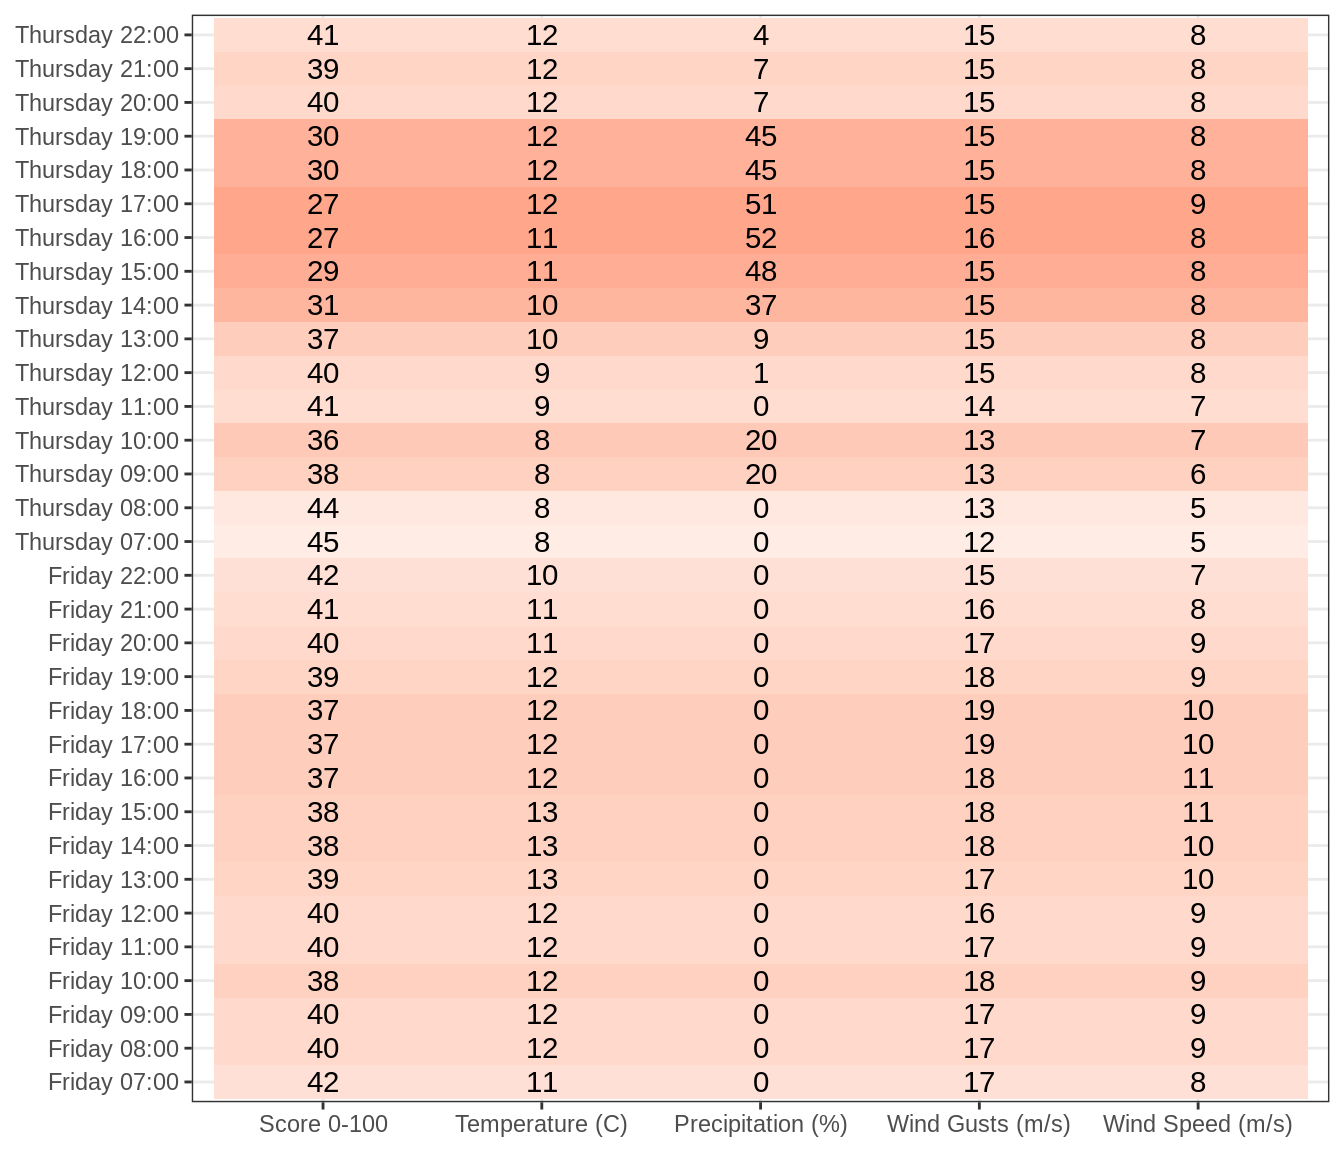 Thursday 22:00 41 12 4 15 8
Thursday 21:00 39 12 7 15 8
Thursday 20:00 40 12 7 15 8
Thursday 19:00 30 12 45 15 8
Thursday 18:00 30 12 45 15 8
Thursday 17:00 27 12 51 15 9
Thursday 16:00 27 11 52 16 8
Thursday 15:00 29 11 48 15 8
Thursday 14:00 31 10 37 15 8
Thursday 13:00 37 10 9 15 8
Thursday 12:00 40 9 1 15 8
Thursday 11:00 41 9 0 14 7
Thursday 10:00 36 8 20 13 7
Thursday 09:00 38 8 20 13 6
Thursday 08:00 44 8 0 13 5
Thursday 07:00 45 8 0 12 5
Friday 22:00 42 10 0 15 7
Friday 21:00 41 11 0 16 8
Friday 20:00 40 11 0 17 9
Friday 19:00 39 12 0 18 9
Friday 18:00 37 12 0 19 10
Friday 17:00 37 12 0 19 10
Friday 16:00 37 12 0 18 11
Friday 15:00 38 13 0 18 11
Friday 14:00 38 13 0 18 10
Friday 13:00 39 13 0 17 10
Friday 12:00 40 12 0 16 9
Friday 11:00 40 12 0 17 9
Friday 10:00 38 12 0 18 9
Friday 09:00 40 12 0 17 9
Friday 08:00 40 12 0 17 9
Friday 07:00 42 11 0 17 8
Score 0-100 Temperature (C) Precipitation (%) Wind Gusts (m/s) Wind Speed (m/s)